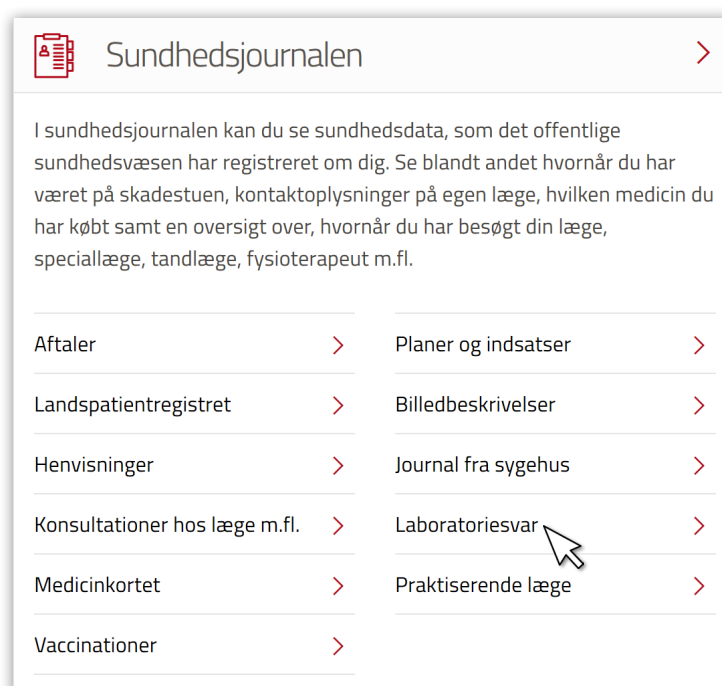 Sundhedsjournalen
I sundhedsjournalen kan du se sundhedsdata, som det offentlige
sundhedsvæsen har registreret om dig. Se blandt andet hvornår du har
været på skadestuen, kontaktoplysninger på egen læge, hvilken medicin du
har købt samt en oversigt over, hvornår du har besøgt din læge,
speciallæge, tandlæge, fysioterapeut m.fl.
Aftaler
Planer og indsatser
Landspatientregistret
Billedbeskrivelser
Henvisninger
Journal fra sygehus
Konsultationer hos læge m.fl.
Laboratoriesvar
Medicinkortet
Praktiserende læge
Vaccinationer